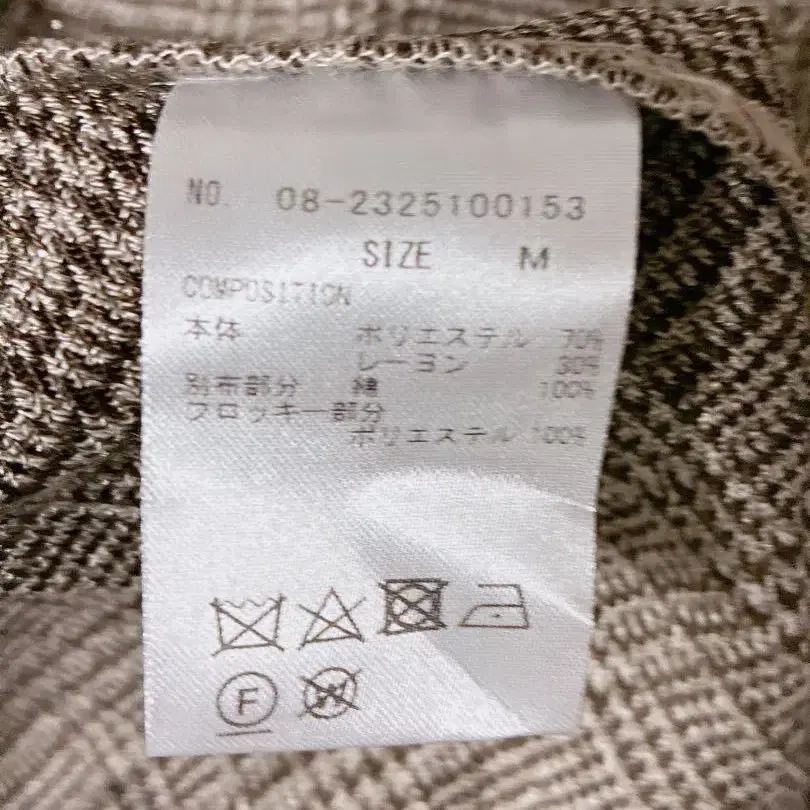 NO. 08-2325100153
SIZE M
COMPOSITION
本体 ポリエステル 70%
レーヨン 30%
別布部分 綿 100%
フロッキー部分
ポリエステル 100%
F W